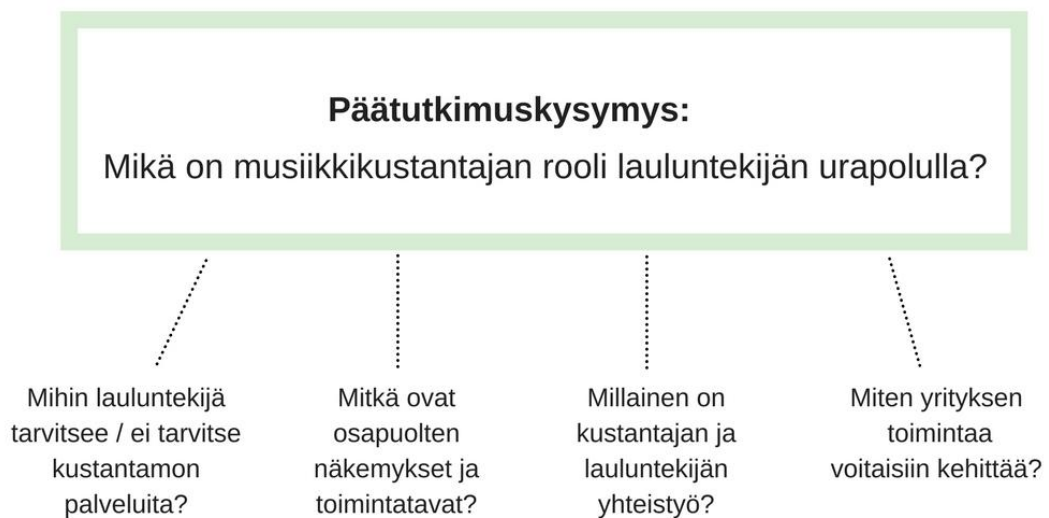 Päätutkimuskysymys:
Mikä on musiikkikustantajan rooli lauluntekijän urapolulla?
Mihin lauluntekijä
tarvitsee / ei tarvitse
kustantamon
palveluita?
Mitkä ovat
osapuolten
näkemykset ja
toimintatavat?
Millainen on
kustantajan ja
lauluntekijän
yhteistyö?
Miten yrityksen
toimintaa
voitaisiin kehittää?